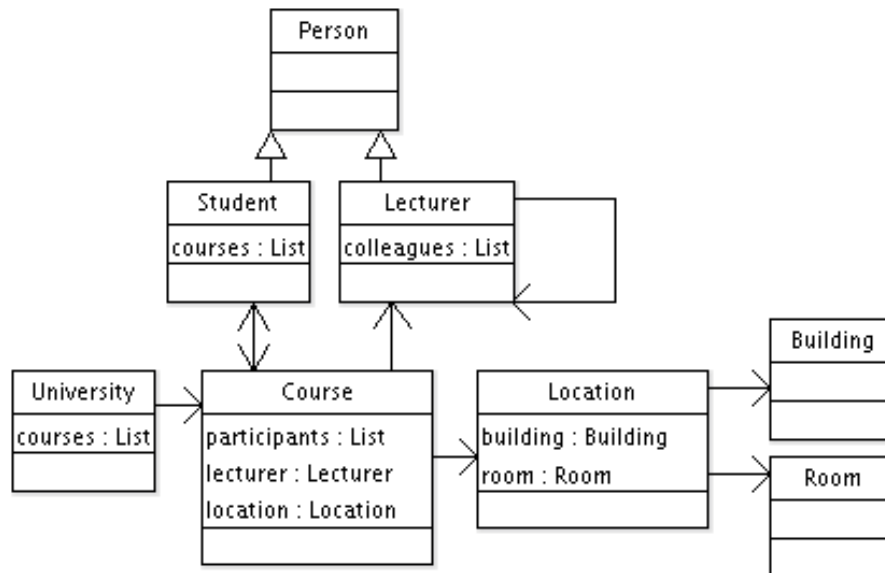 Person
Student
courses : List
Lecturer
colleagues : List
University
courses : List
Course
participants : List
lecturer : Lecturer
location : Location
Location
building : Building
room : Room
Building
Room